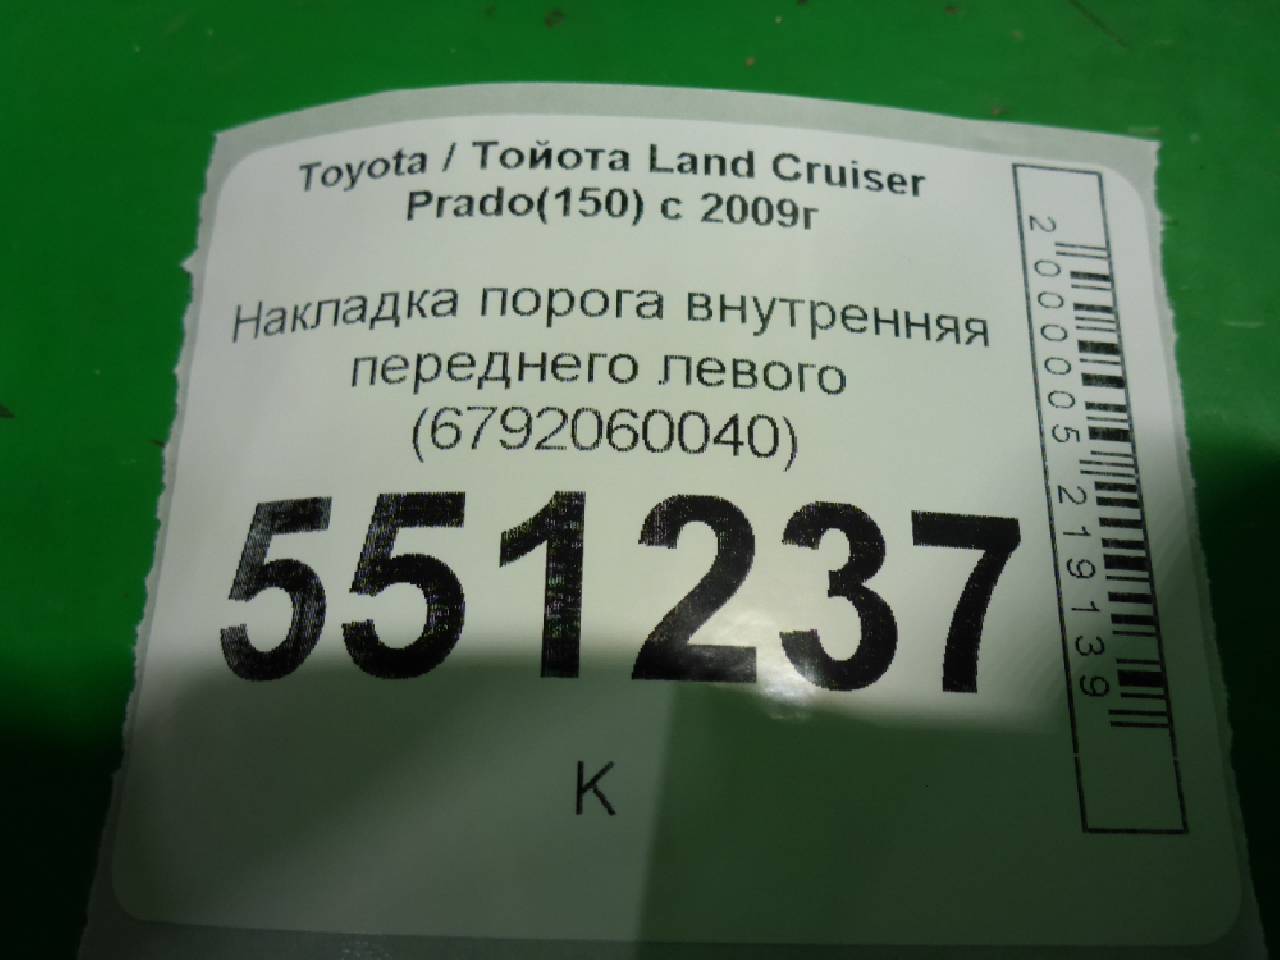 Toyota / Тойота Land Cruiser
Prado(150) с 2009г
Накладка порога внутренняя
переднего левого
(6792060040)
551237
К
2000005219139